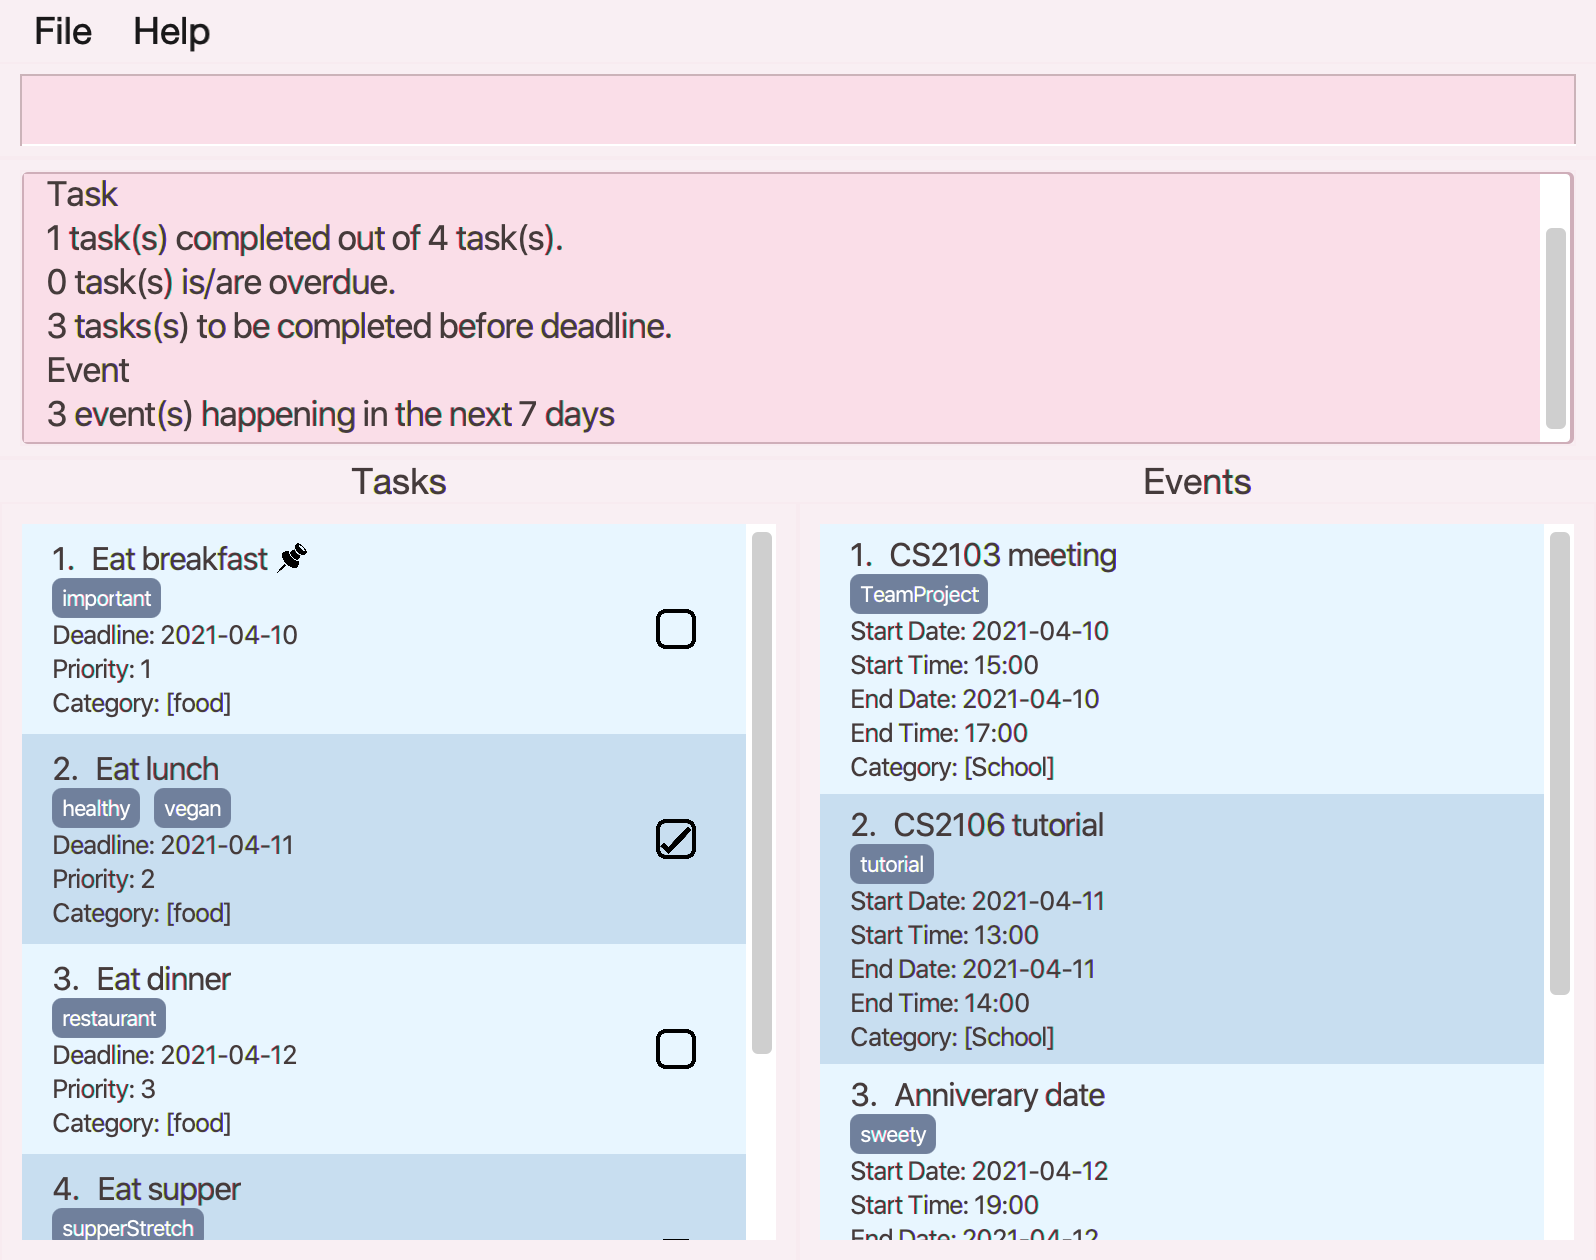 File Help
Task
1 task(s) completed out of 4 task(s).
0 task(s) is/are overdue.
3 tasks(s) to be completed before deadline.
Event
3 event(s) happening in the next 7 days
Tasks
1. Eat breakfast
important
Deadline: 2021-04-10
Priority: 1
Category: [food]
2. Eat lunch
healthy vegan
Deadline: 2021-04-11
Priority: 2
Category: [food]
3. Eat dinner
restaurant
Deadline: 2021-04-12
Priority: 3
Category: [food]
4. Eat supper
supperStretch
Events
1. CS2103 meeting
TeamProject
Start Date: 2021-04-10
Start Time: 15:00
End Date: 2021-04-10
End Time: 17:00
Category: [School]
2. CS2106 tutorial
tutorial
Start Date: 2021-04-11
Start Time: 13:00
End Date: 2021-04-11
End Time: 14:00
Category: [School]
3. Anniverary date
sweety
Start Date: 2021-04-12
Start Time: 19:00
End Date: 2021-04-12